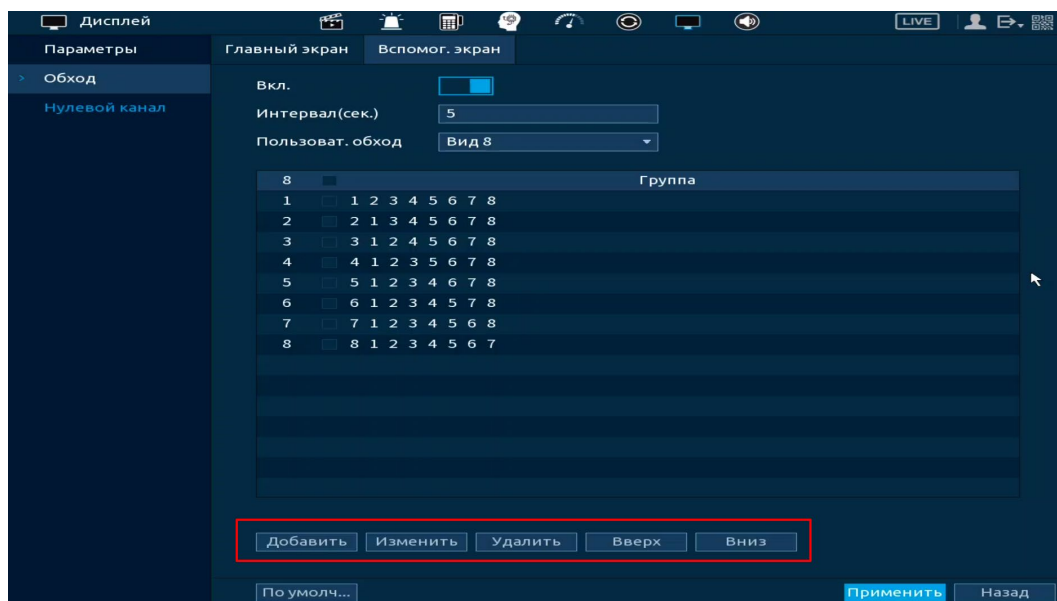 Дисплей LIVE
Параметры
Обход
Нулевой канал
Главный экран Вспомог. экран
Вкл.
Интервал(сек.) 5
Пользоват. обход Вид 8
8 Группа
1 1 2 3 4 5 6 7 8
2 2 1 3 4 5 6 7 8
3 3 1 2 4 5 6 7 8
4 4 1 2 3 5 6 7 8
5 5 1 2 3 4 6 7 8
6 6 1 2 3 4 5 7 8
7 7 1 2 3 4 5 6 8
8 8 1 2 3 4 5 6 7
Добавить Изменить Удалить Вверх Вниз
По умолч... Применить Назад